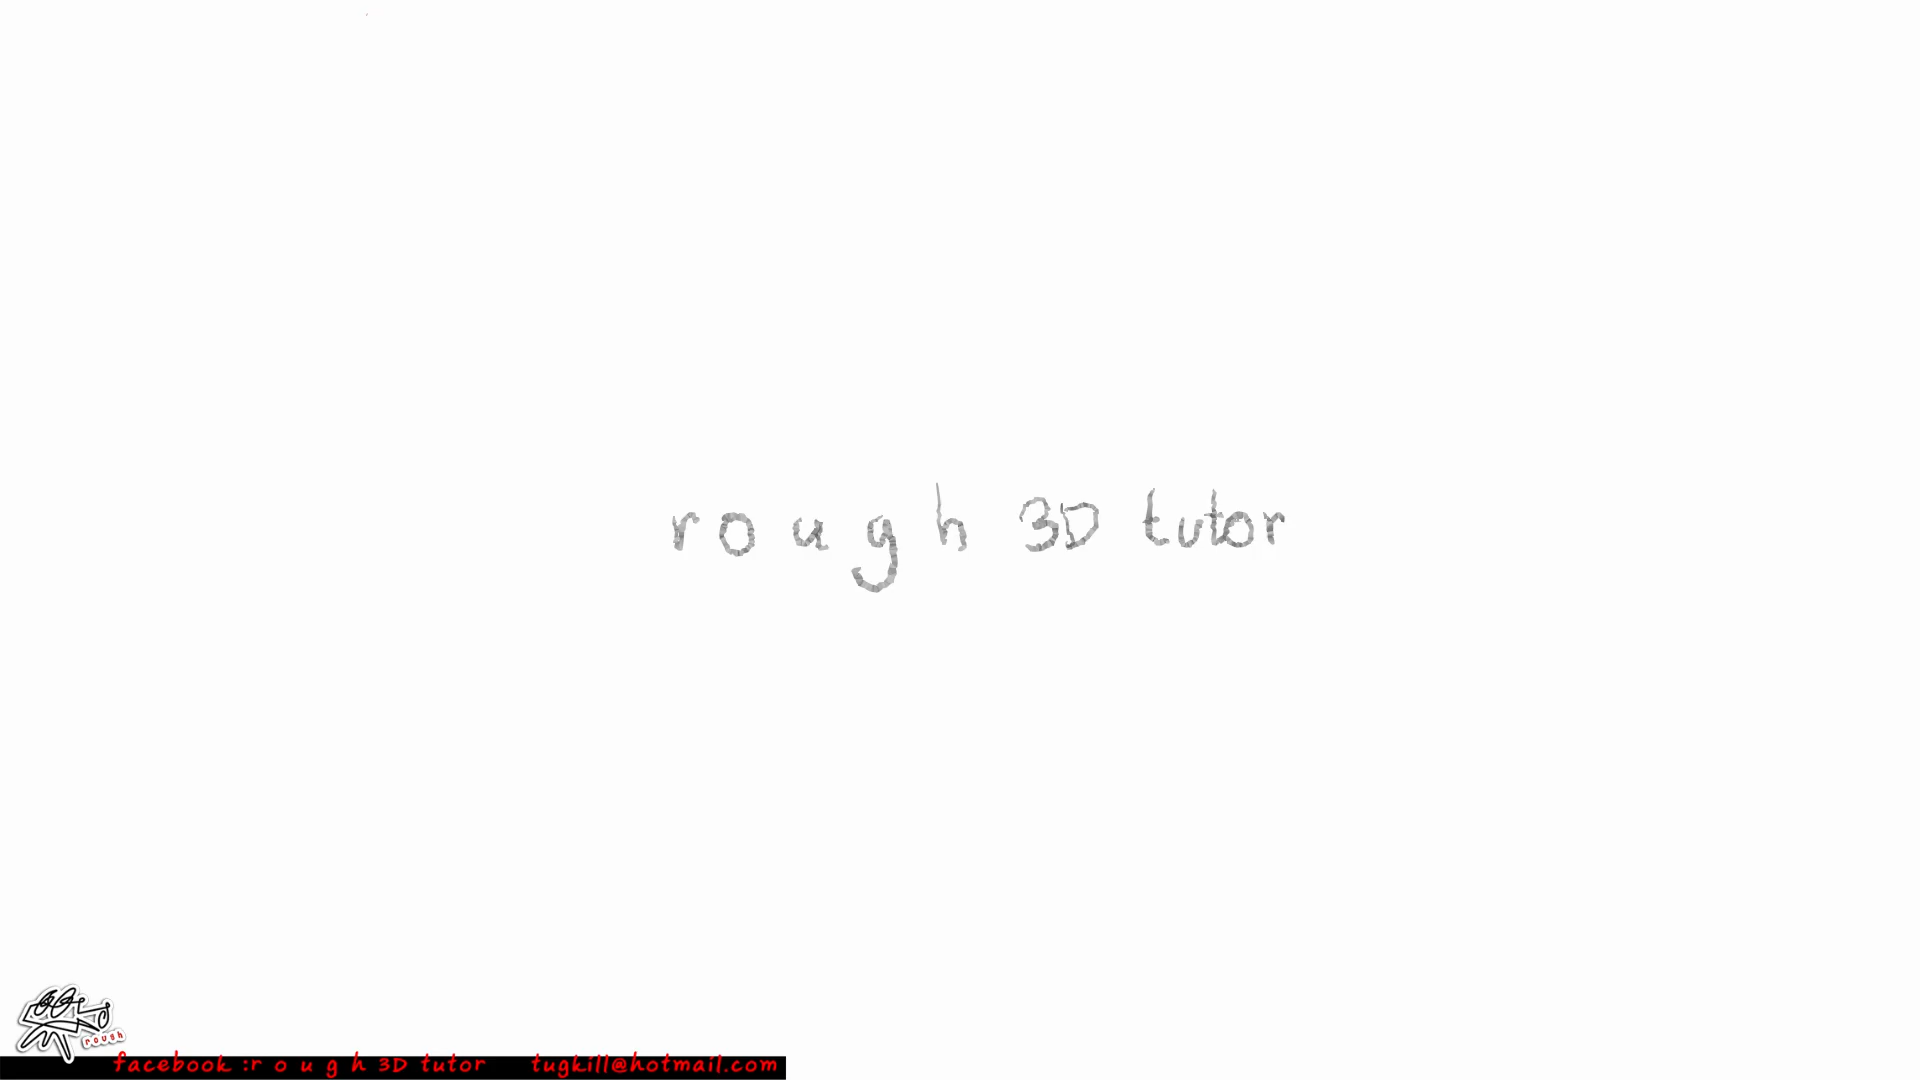 r o u g h 3D tutor
rough
facebook :r o u g h 3D tutor tugkill@hotmail.com